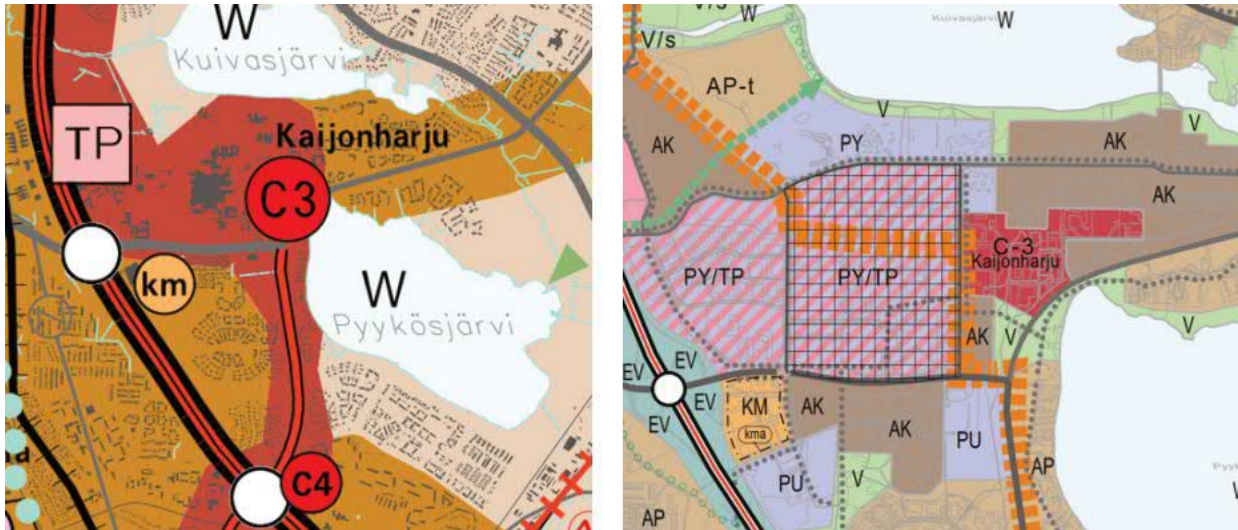 W
Kuivasjärvi
TP
Kaijonharju
C3
km
W
Pyykösjärvi
C4
V/s
Kuivasjärvi
W
V/s
AP-t
V
V
AK
PY
AK
AK
C-3
Kaijonharju
PY/TP
PY/TP
AK
V
V
EV
EV
EV
EV
KM
kma
AK
AK
PU
PU
V
AP
AP